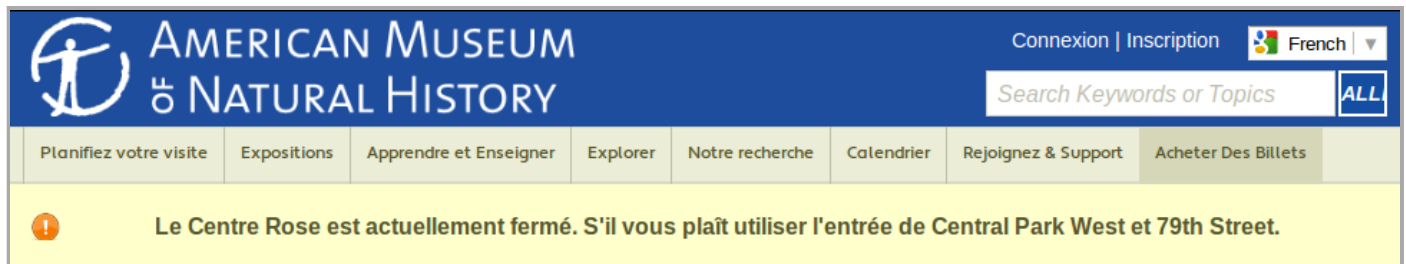 AMERICAN MUSEUM
OF NATURAL HISTORY
Connexion | Inscription
French
Search Keywords or Topics
ALL
Planifiez votre visite
Expositions
Apprendre et Enseigner
Explorer
Notre recherche
Calendrier
Rejoignez & Support
Acheter Des Billets
Le Centre Rose est actuellement fermé. S'il vous plaît utiliser l'entrée de Central Park West et 79th Street.